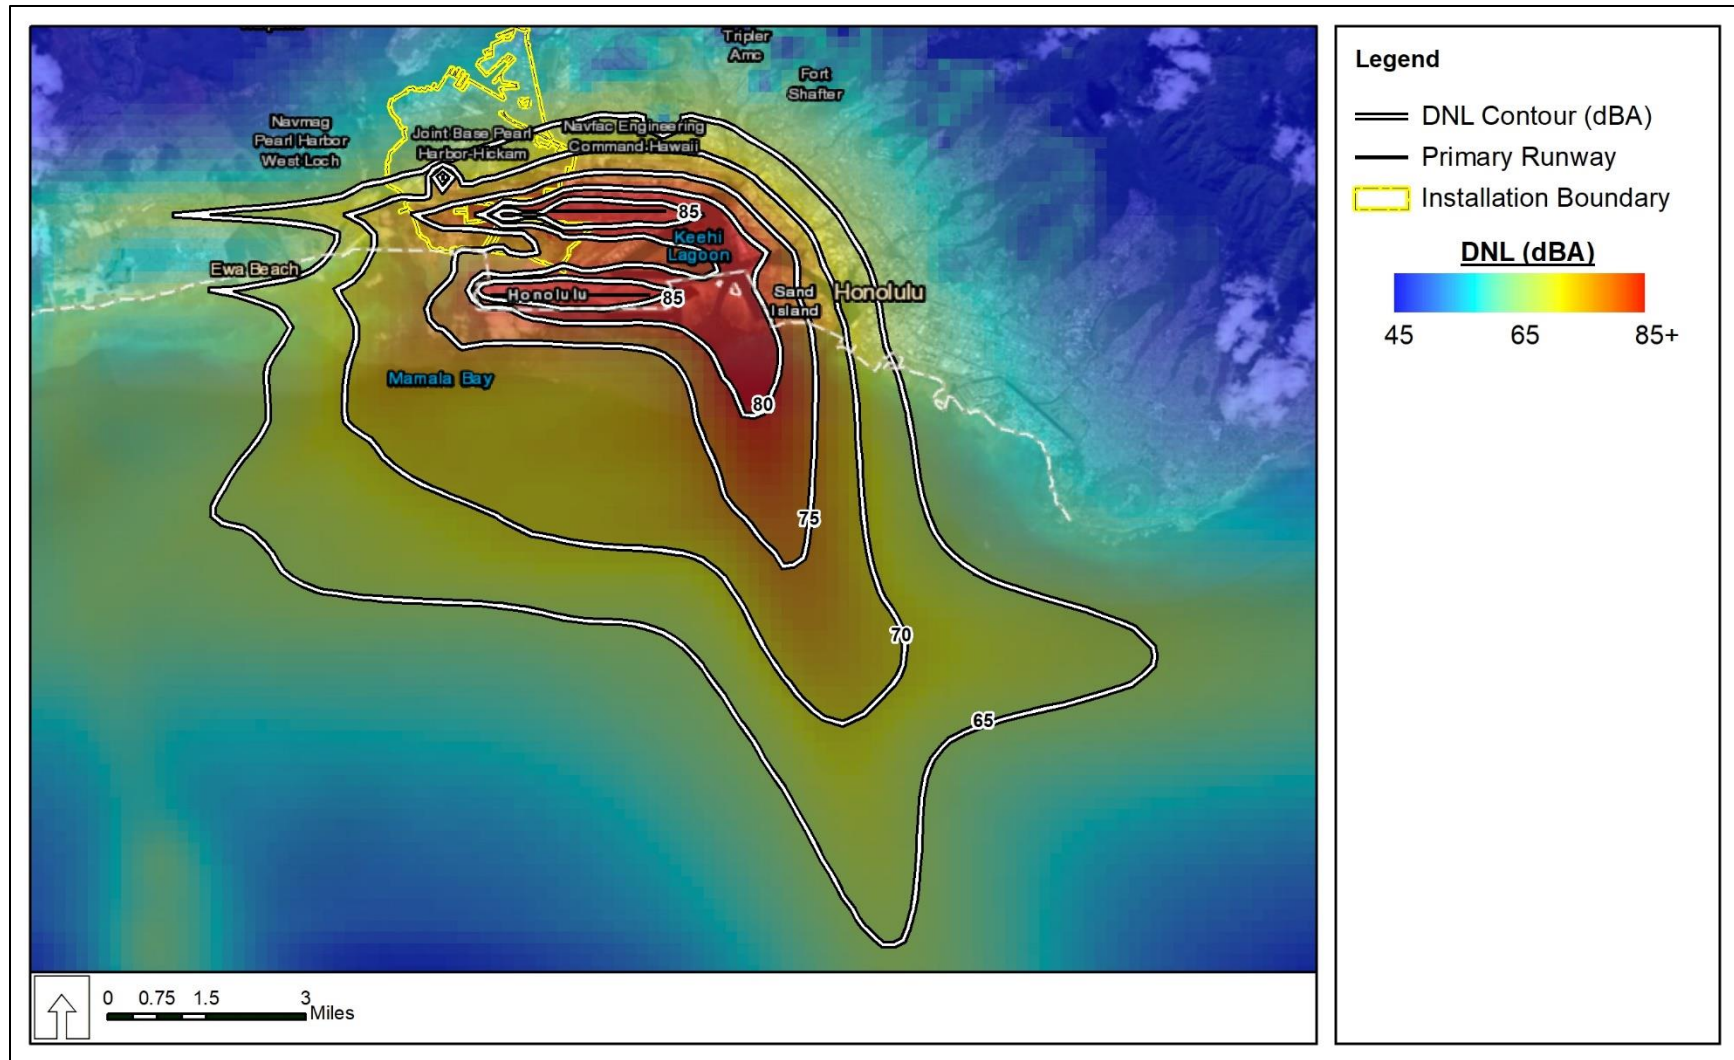 Tripler
Amc
Fort
Shafter
Navmag
Pearl Harbor
West Loch
Joint Base Pearl
Harbor-Hickam
Navfac Engineering
Command Hawaii
85
Keehi
Lagoon
Ewa Beach
Honolulu
85
Sand
Island
Honolulu
Mamala Bay
80
75
70
65
0 0.75 1.5 3
Miles
Legend
DNL Contour (dBA)
Primary Runway
Installation Boundary
DNL (dBA)
45 65 85+